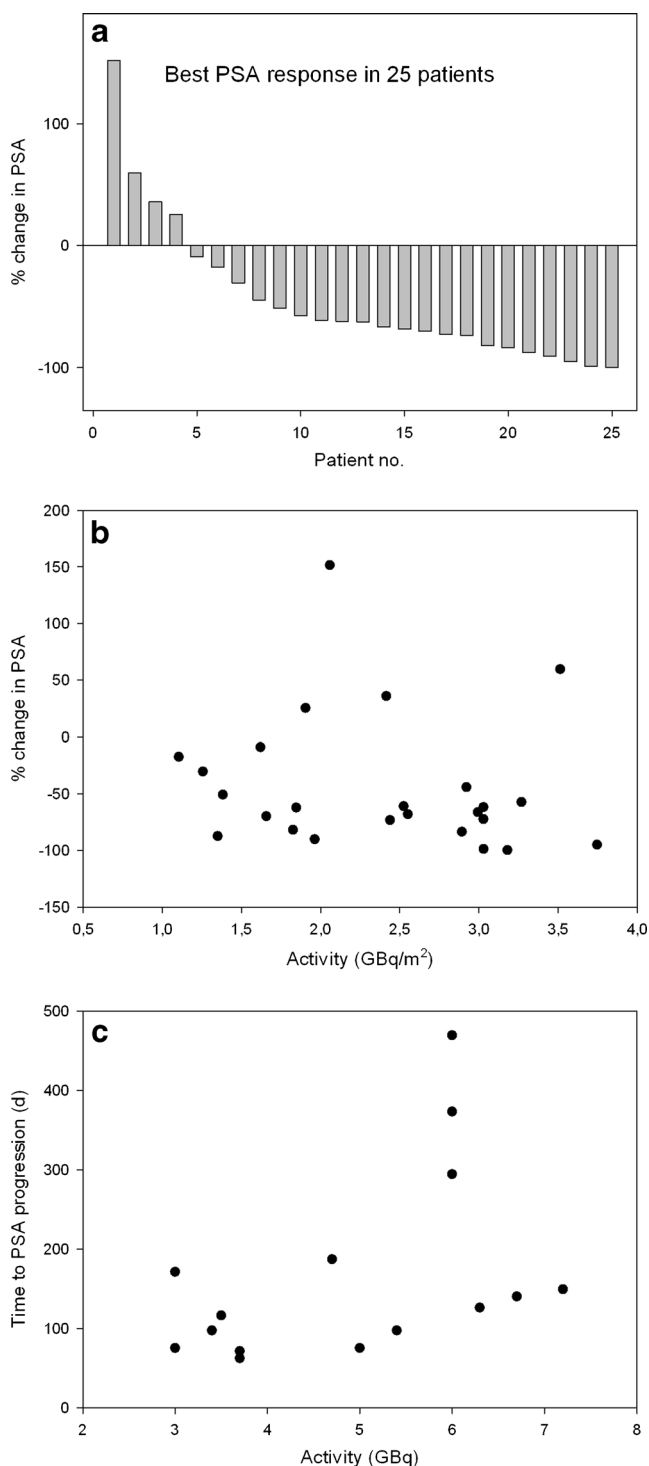 a
Best PSA response in 25 patients
% change in PSA
100
0
-100
0 5 10 15 20 25
Patient no.
b
% change in PSA
200
150
100
50
0
-50
-100
-150
0,5 1,0 1,5 2,0 2,5 3,0 3,5 4,0
Activity (GBq/m²)
c
Time to PSA progression (d)
500
400
300
200
100
0
2 3 4 5 6 7 8
Activity (GBq)